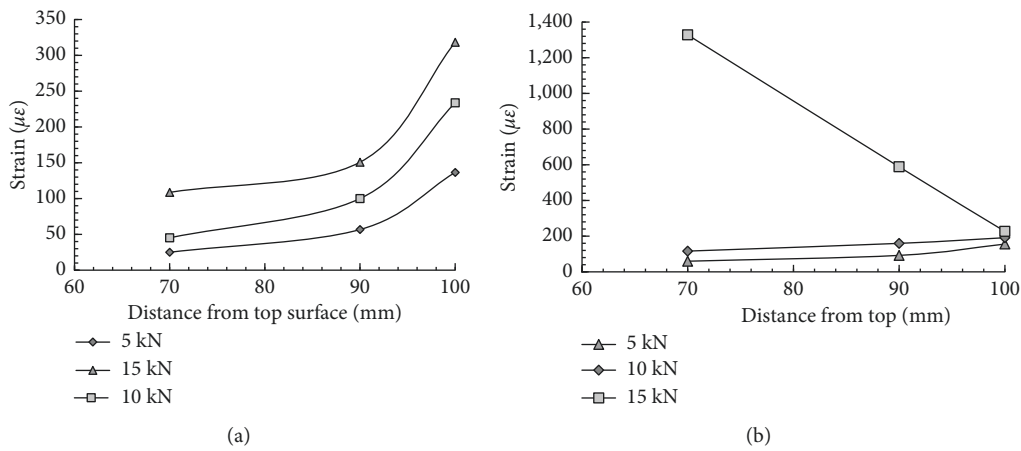 350
300
250
200
150
100
50
0
Strain (με)
60 70 80 90 100
Distance from top surface (mm)
5 kN
15 kN
10 kN
(a)
1,400
1,200
1,000
800
600
400
200
0
Strain (με)
60 70 80 90 100
Distance from top (mm)
5 kN
10 kN
15 kN
(b)